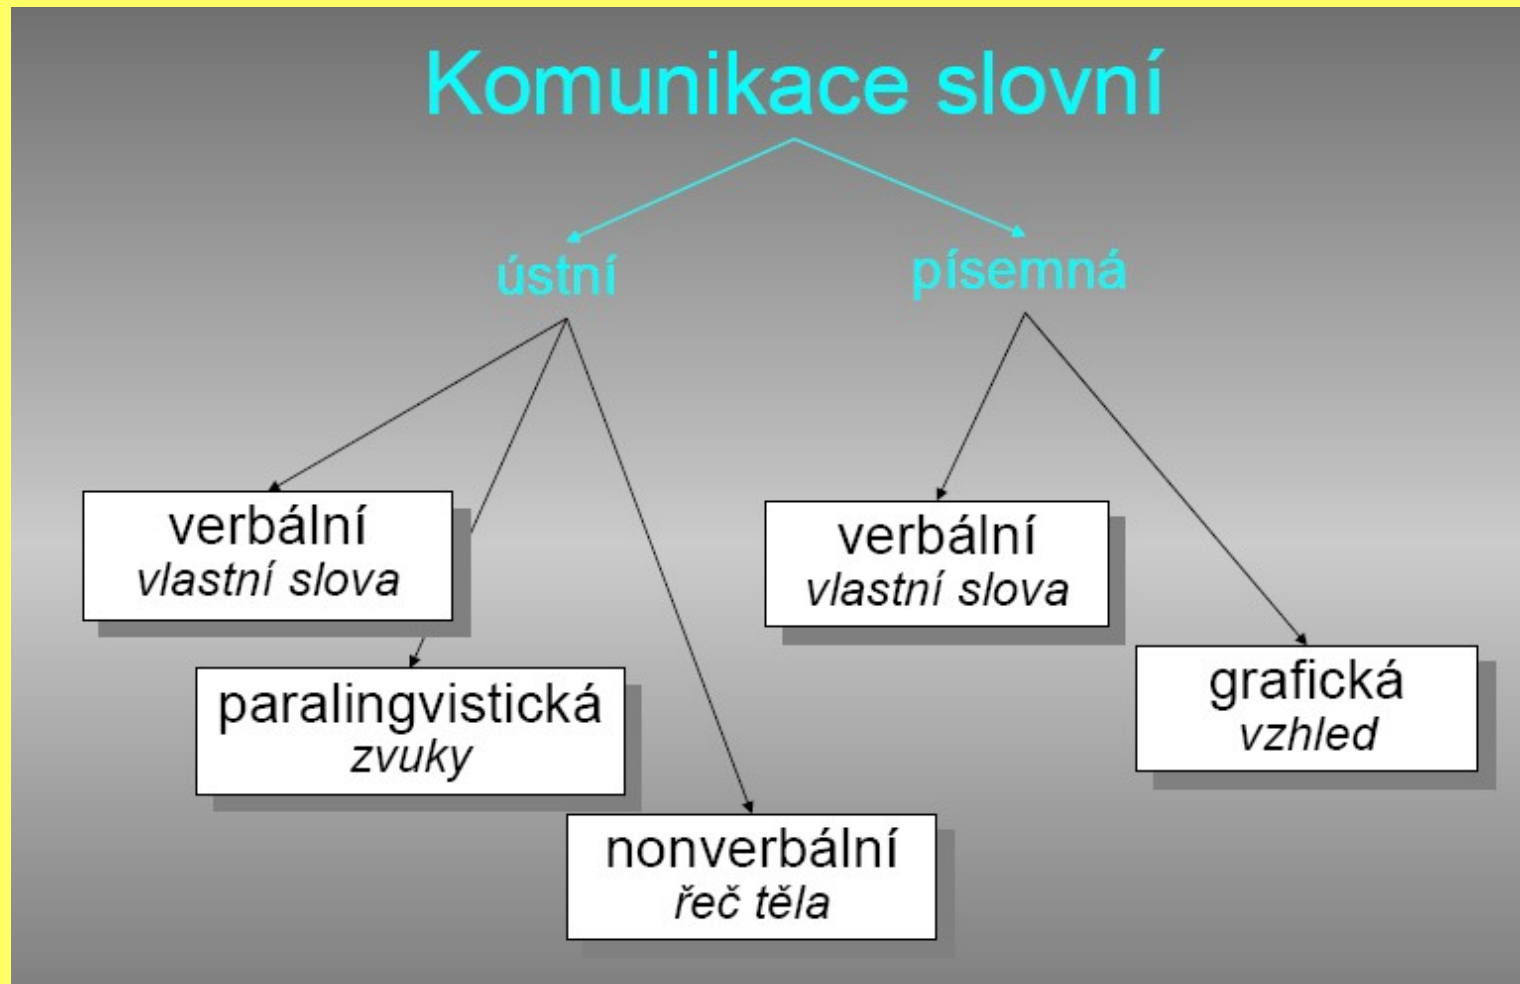 Komunikace slovní
ústní
písemná
verbální
vlastní slova
verbální
vlastní slova
paralingvistická
zvuky
grafická
vzhled
nonverbální
řeč těla